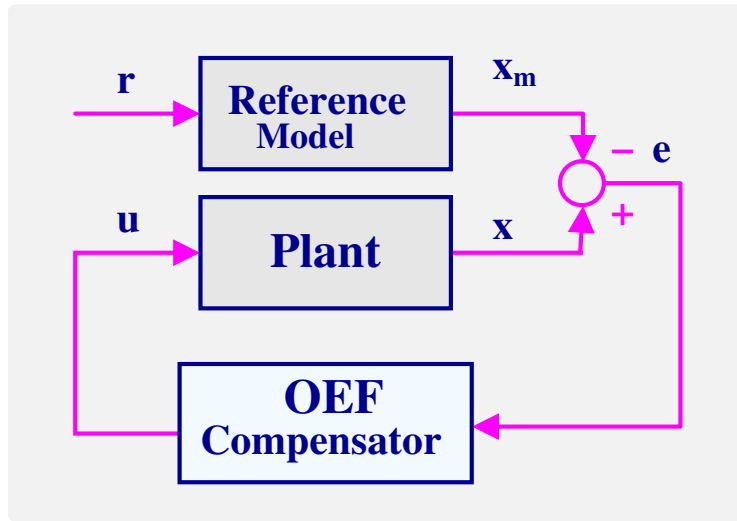 r
Reference
Model
xₘ
− e
+
u
Plant
x
OEF
Compensator